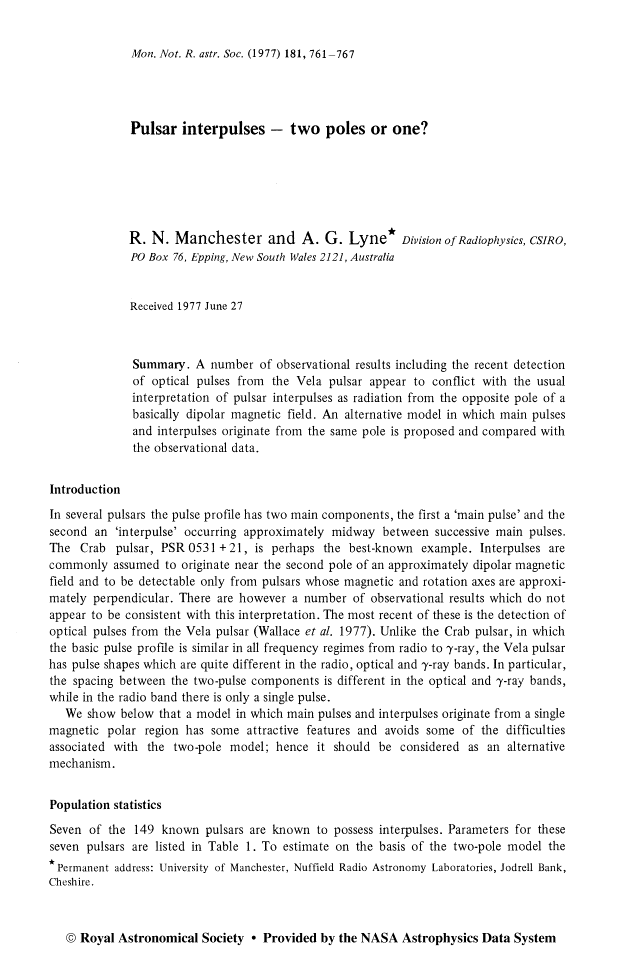 Mon. Not. R. astr. Soc. (1977) 181, 761–767
Pulsar interpulses – two poles or one?
R. N. Manchester and A. G. Lyne★ Division of Radiophysics, CSIRO,
PO Box 76, Epping, New South Wales 2121, Australia
Received 1977 June 27
Summary. A number of observational results including the recent detection
of optical pulses from the Vela pulsar appear to conflict with the usual
interpretation of pulsar interpulses as radiation from the opposite pole of a
basically dipolar magnetic field. An alternative model in which main pulses
and interpulses originate from the same pole is proposed and compared with
the observational data.
Introduction
In several pulsars the pulse profile has two main components, the first a ‘main pulse’ and the
second an ‘interpulse’ occurring approximately midway between successive main pulses.
The Crab pulsar, PSR 0531 + 21, is perhaps the best-known example. Interpulses are
commonly assumed to originate near the second pole of an approximately dipolar magnetic
field and to be detectable only from pulsars whose magnetic and rotation axes are approxi-
mately perpendicular. There are however a number of observational results which do not
appear to be consistent with this interpretation. The most recent of these is the detection of
optical pulses from the Vela pulsar (Wallace et al. 1977). Unlike the Crab pulsar, in which
the basic pulse profile is similar in all frequency regimes from radio to γ-ray, the Vela pulsar
has pulse shapes which are quite different in the radio, optical and γ-ray bands. In particular,
the spacing between the two-pulse components is different in the optical and γ-ray bands,
while in the radio band there is only a single pulse.
We show below that a model in which main pulses and interpulses originate from a single
magnetic polar region has some attractive features and avoids some of the difficulties
associated with the two-pole model; hence it should be considered as an alternative
mechanism.
Population statistics
Seven of the 149 known pulsars are known to possess interpulses. Parameters for these
seven pulsars are listed in Table 1. To estimate on the basis of the two-pole model the
★ Permanent address: University of Manchester, Nuffield Radio Astronomy Laboratories, Jodrell Bank,
Cheshire.
© Royal Astronomical Society • Provided by the NASA Astrophysics Data System